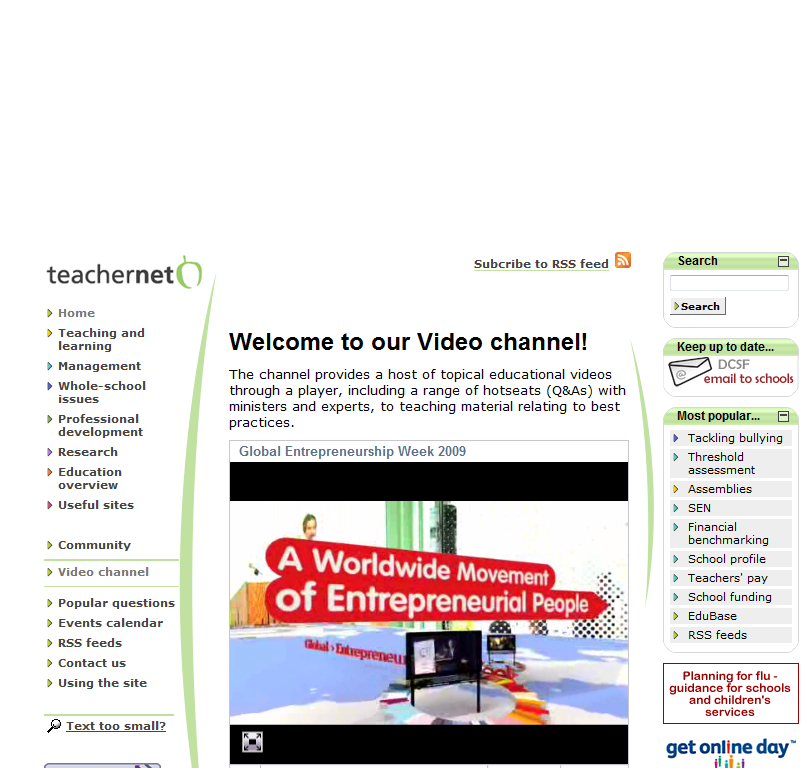 teachernet
Home
Teaching and
learning
Management
Whole-school
issues
Professional
development
Research
Education
overview
Useful sites
Community
Video channel
Popular questions
Events calendar
RSS feeds
Contact us
Using the site
Text too small?
Subcribe to RSS feed
Welcome to our Video channel!
The channel provides a host of topical educational videos
through a player, including a range of hotseats (Q&As) with
ministers and experts, to teaching material relating to best
practices.
Global Entrepreneurship Week 2009
A Worldwide Movement
of Entrepreneurial People
Global Entrepreneu
Search
Search
Keep up to date...
DCSF
email to schools
Most popular...
Tackling bullying
Threshold
assessment
Assemblies
SEN
Financial
benchmarking
School profile
Teachers' pay
School funding
EduBase
RSS feeds
Planning for flu -
guidance for schools
and children's
services
get online day™